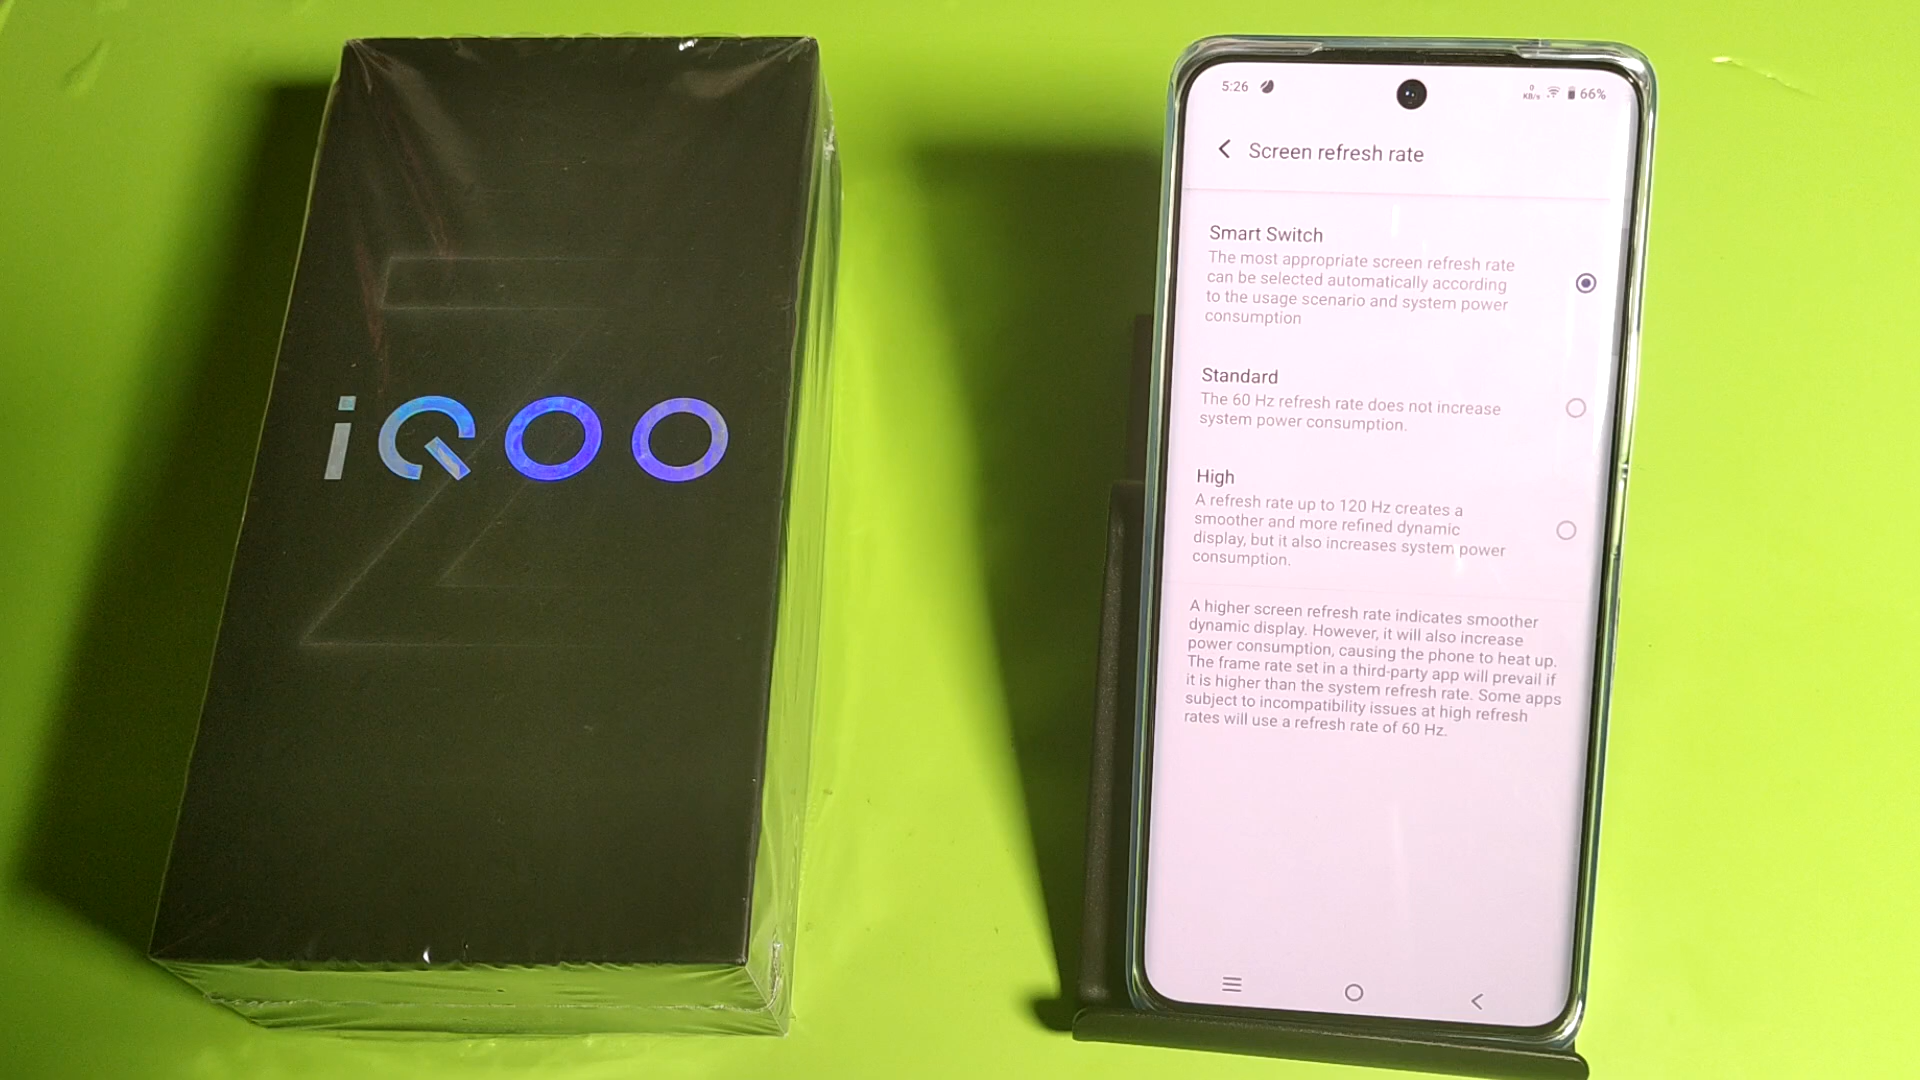 iQOO
Z
5:26
0
KB/s
66%
Screen refresh rate
Smart Switch
The most appropriate screen refresh rate
can be selected automatically according
to the usage scenario and system power
consumption
Standard
The 60 Hz refresh rate does not increase
system power consumption.
High
A refresh rate up to 120 Hz creates a
smoother and more refined dynamic
display, but it also increases system power
consumption.
A higher screen refresh rate indicates smoother
dynamic display. However, it will also increase
power consumption, causing the phone to heat up.
The frame rate set in a third-party app will prevail if
it is higher than the system refresh rate. Some apps
subject to incompatibility issues at high refresh
rates will use a refresh rate of 60 Hz.